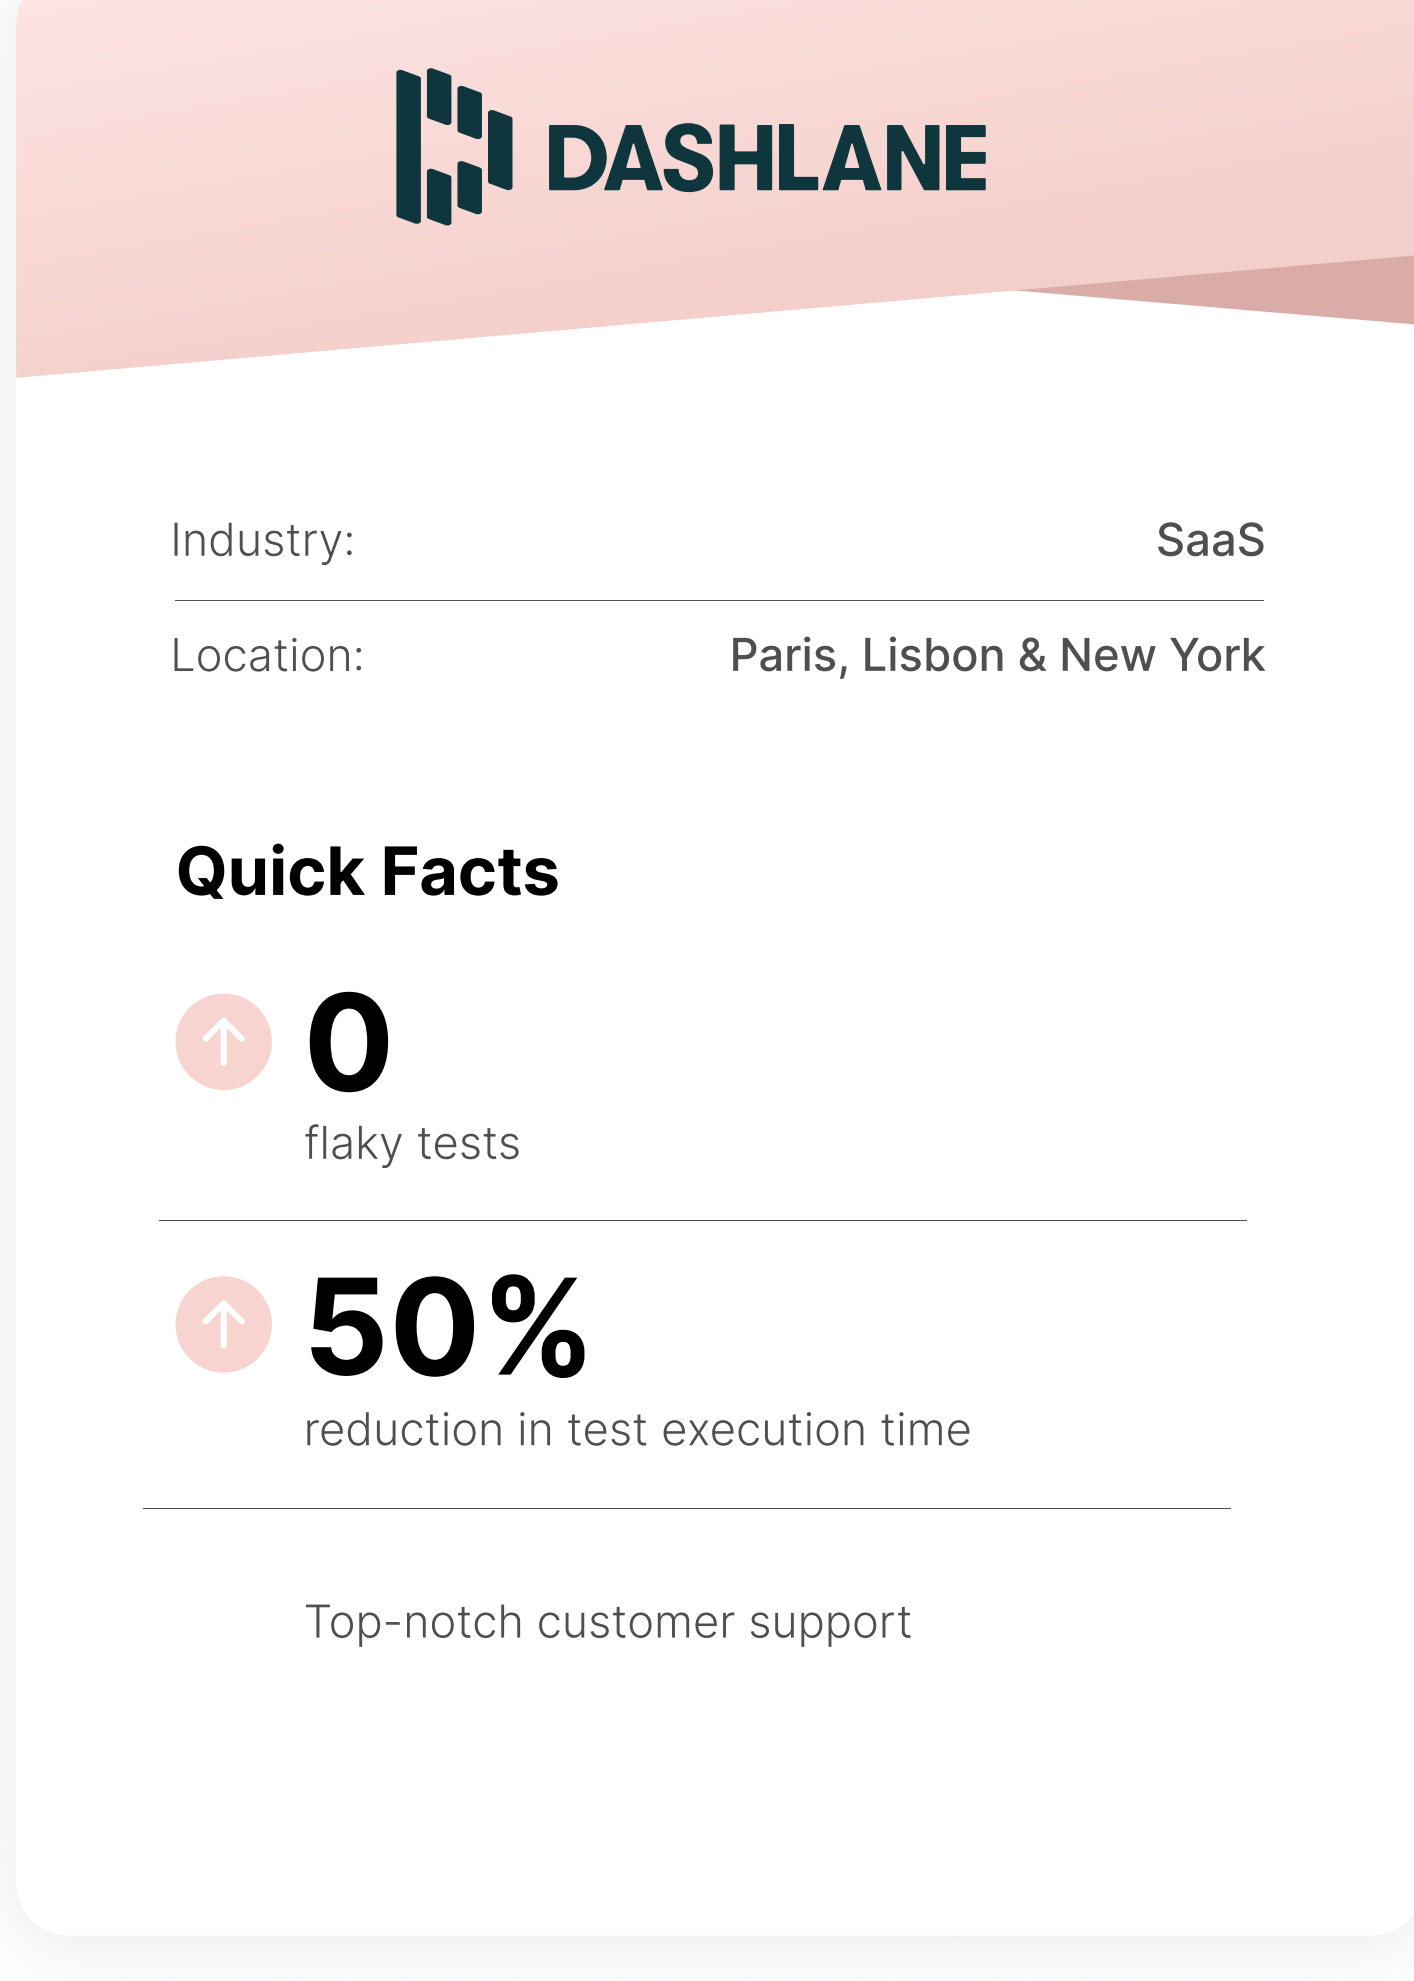 DASHLANE
Industry: SaaS
Location: Paris, Lisbon & New York
Quick Facts
0
flaky tests
50%
reduction in test execution time
Top-notch customer support